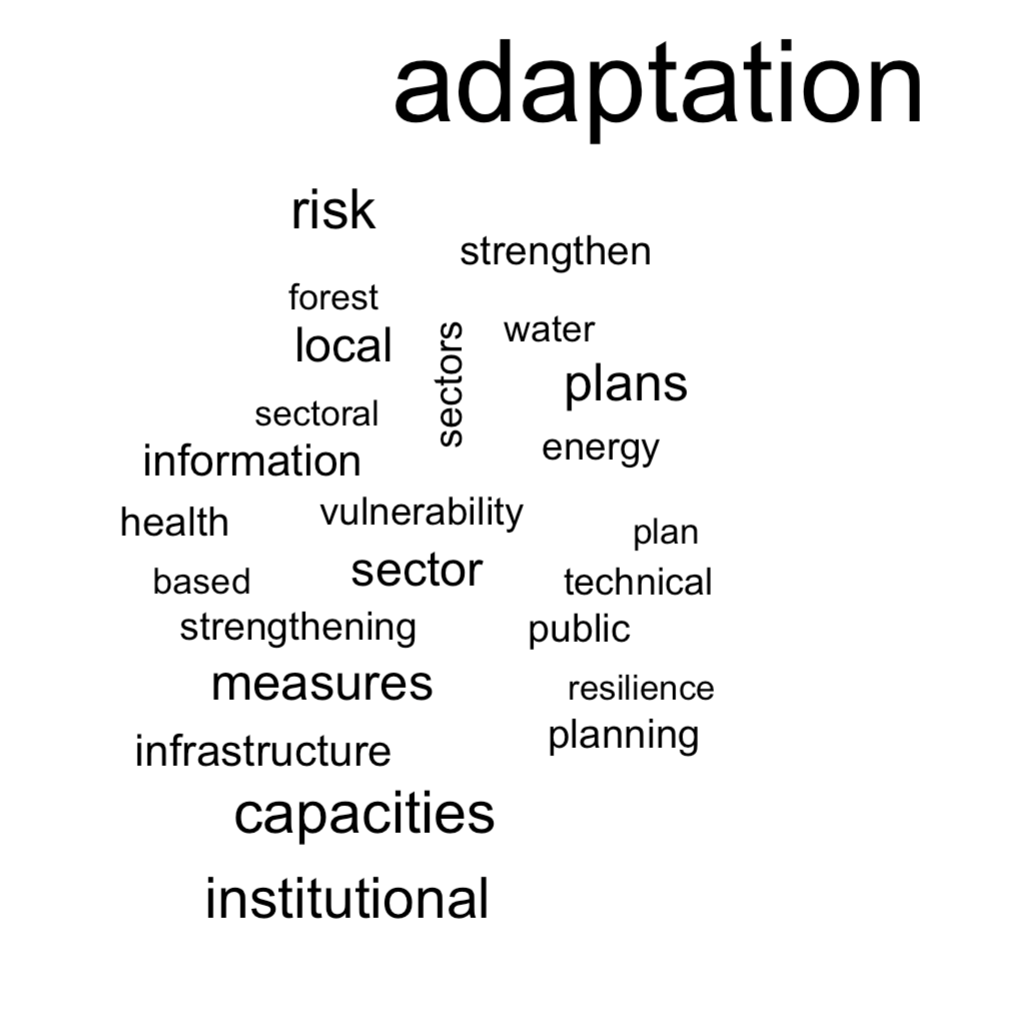 adaptation
risk
strengthen
forest
water
local
sectors
plans
sectoral
energy
information
vulnerability
health
plan
sector
based
technical
strengthening
public
measures
resilience
planning
infrastructure
capacities
institutional